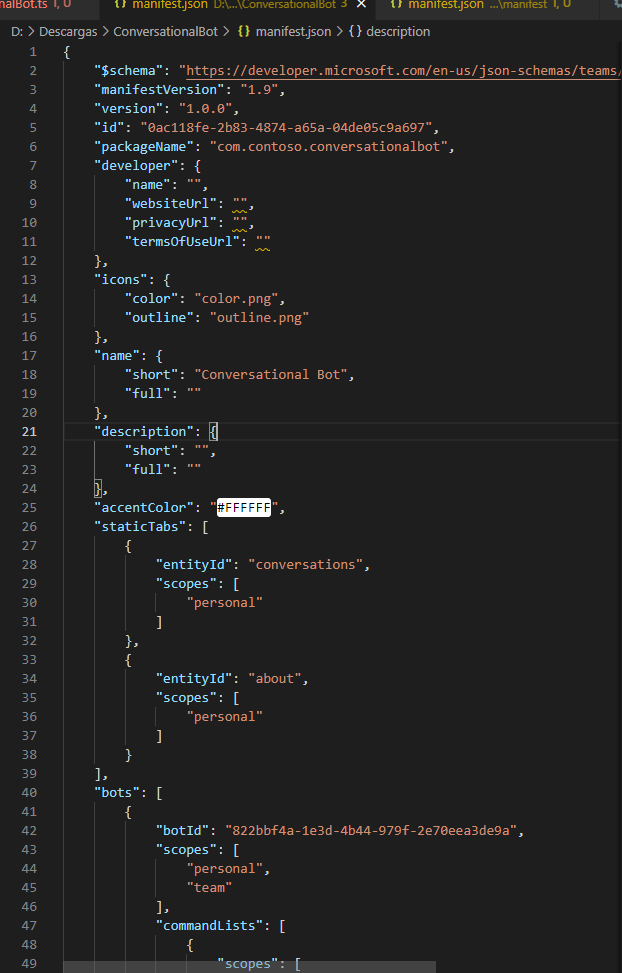 nalBot.ts 1, U {} manifest.json D:\...\ConversationalBot 3 × {} manifest.json ...\manifest 1, U
D: > Descargas > ConversationalBot > {} manifest.json > {} description
1 {
2 "$schema": "https://developer.microsoft.com/en-us/json-schemas/teams/
3 "manifestVersion": "1.9",
4 "version": "1.0.0",
5 "id": "0ac118fe-2b83-4874-a65a-04de05c9a697",
6 "packageName": "com.contoso.conversationalbot",
7 "developer": {
8 "name": "",
9 "websiteUrl": "",
10 "privacyUrl": "",
11 "termsOfUseUrl": ""
12 },
13 "icons": {
14 "color": "color.png",
15 "outline": "outline.png"
16 },
17 "name": {
18 "short": "Conversational Bot",
19 "full": ""
20 },
21 "description": {
22 "short": "",
23 "full": ""
24 },
25 "accentColor": "#FFFFFF",
26 "staticTabs": [
27 {
28 "entityId": "conversations",
29 "scopes": [
30 "personal"
31 ]
32 },
33 {
34 "entityId": "about",
35 "scopes": [
36 "personal"
37 ]
38 }
39 ],
40 "bots": [
41 {
42 "botId": "822bbf4a-1e3d-4b44-979f-2e70eea3de9a",
43 "scopes": [
44 "personal",
45 "team"
46 ],
47 "commandLists": [
48 {
49 "scopes": [